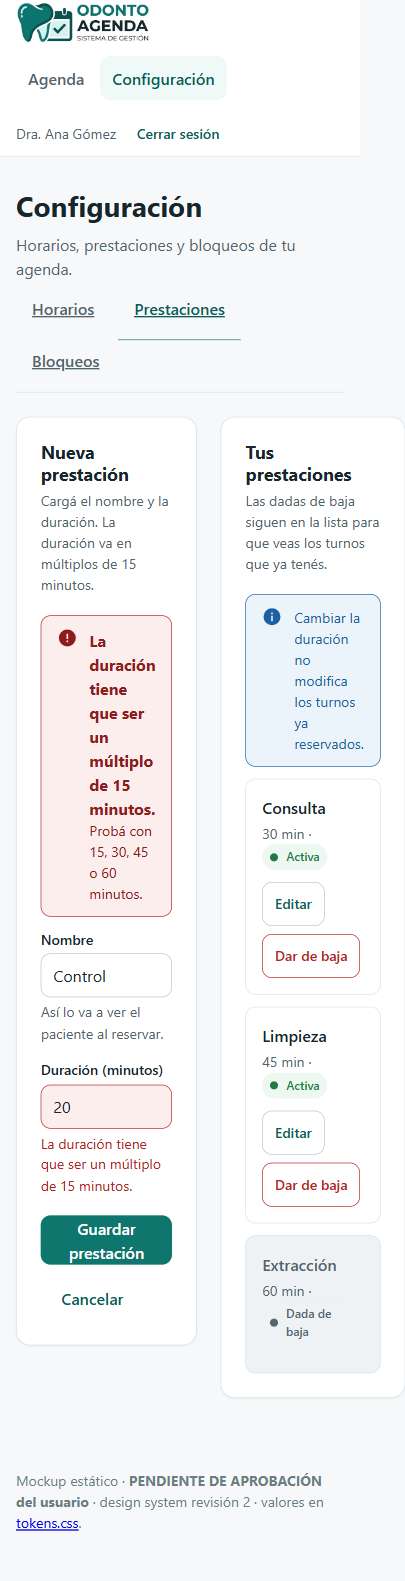 ODONTO
AGENDA
SISTEMA DE GESTIÓN
Agenda
Configuración
Dra. Ana Gómez
Cerrar sesión
Configuración
Horarios, prestaciones y bloqueos de tu
agenda.
Horarios
Prestaciones
Bloqueos
Nueva
prestación
Cargá el nombre y la
duración. La
duración va en
múltiplos de 15
minutos.
La
duración
tiene
que ser
un
múltiplo
de 15
minutos.
Probá con
15, 30, 45
o 60
minutos.
Nombre
Control
Así lo va a ver el
paciente al reservar.
Duración (minutos)
20
La duración tiene
que ser un múltiplo
de 15 minutos.
Guardar
prestación
Cancelar
Tus
prestaciones
Las dadas de baja
siguen en la lista para
que veas los turnos
que ya tenés.
Cambiar la
duración
no
modifica
los turnos
ya
reservados.
Consulta
30 min ·
Activa
Editar
Dar de baja
Limpieza
45 min ·
Activa
Editar
Dar de baja
Extracción
60 min ·
Dada de
baja
Mockup estático · PENDIENTE DE APROBACIÓN
del usuario · design system revisión 2 · valores en
tokens.css.